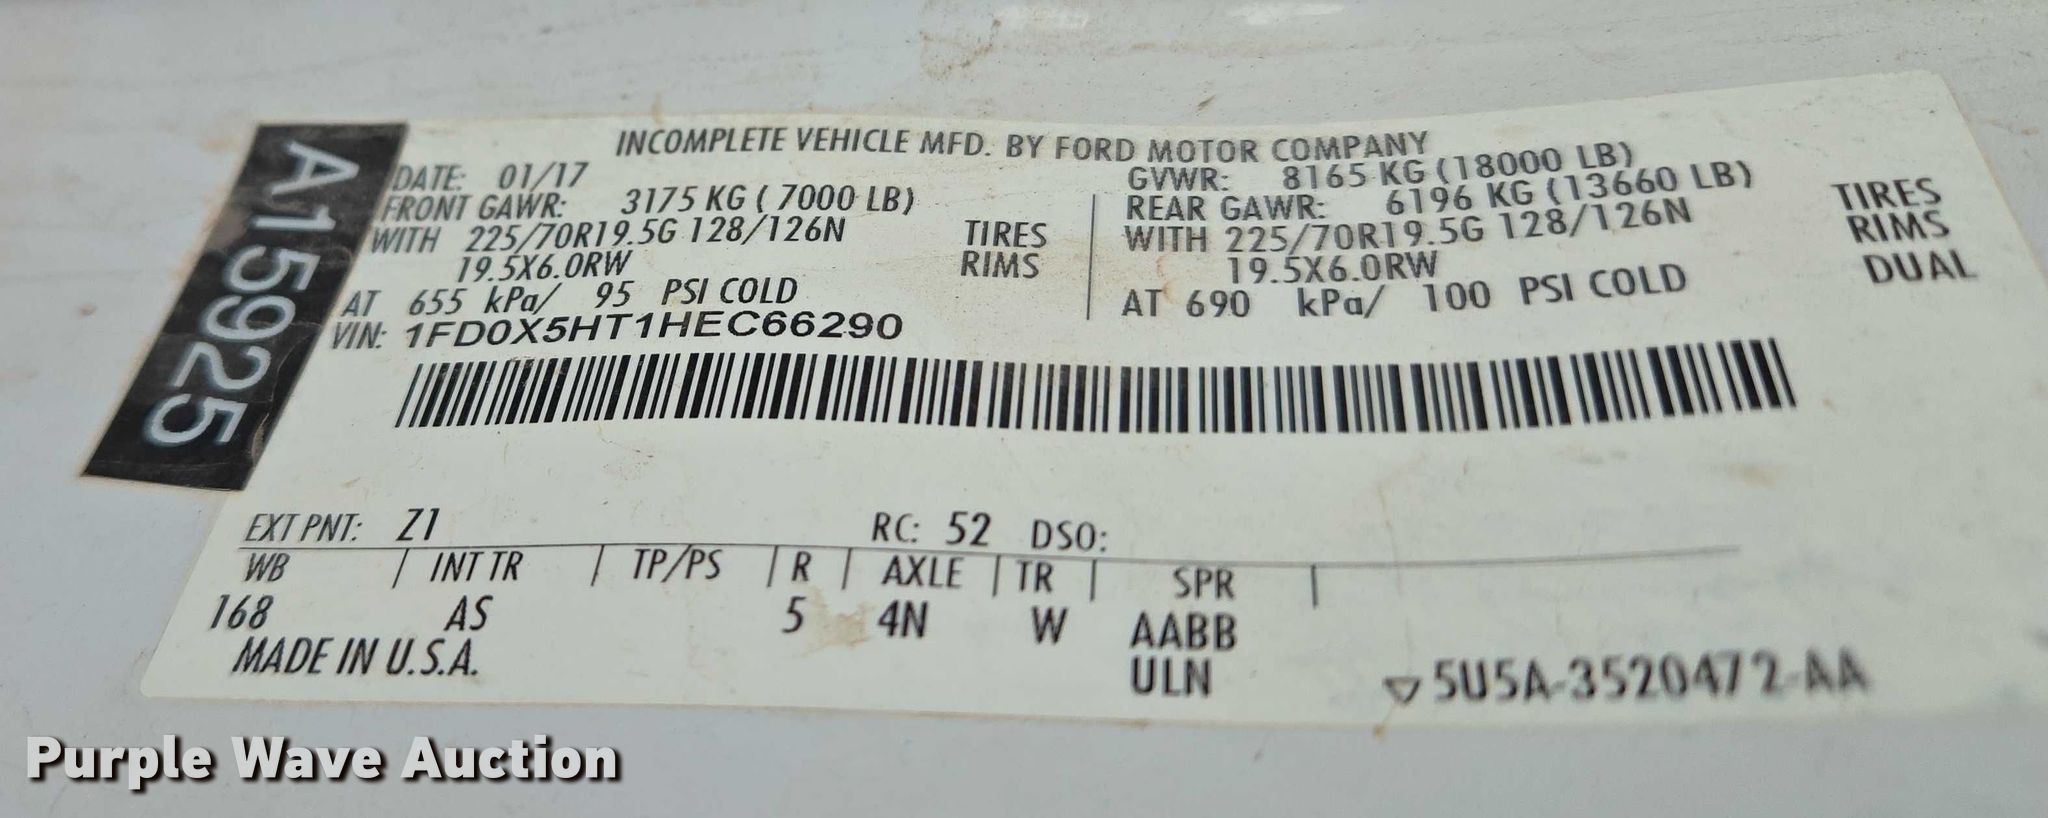 A15925
INCOMPLETE VEHICLE MFD. BY FORD MOTOR COMPANY
DATE: 01/17 GVWR: 8165 KG (18000 LB)
FRONT GAWR: 3175 KG ( 7000 LB) REAR GAWR: 6196 KG (13660 LB)
WITH 225/70R19.5G 128/126N TIRES WITH 225/70R19.5G 128/126N TIRES
19.5X6.0RW RIMS 19.5X6.0RW RIMS
AT 655 kPa/ 95 PSI COLD AT 690 kPa/ 100 PSI COLD DUAL
VIN: 1FD0X5HT1HEC66290
EXT PNT: Z1 RC: 52 DSO:
WB | INT TR | TP/PS | R | AXLE | TR | SPR |
168 AS 5 4N W AABB
MADE IN U.S.A. ULN 5U5A-3520472-AA
Purple Wave Auction